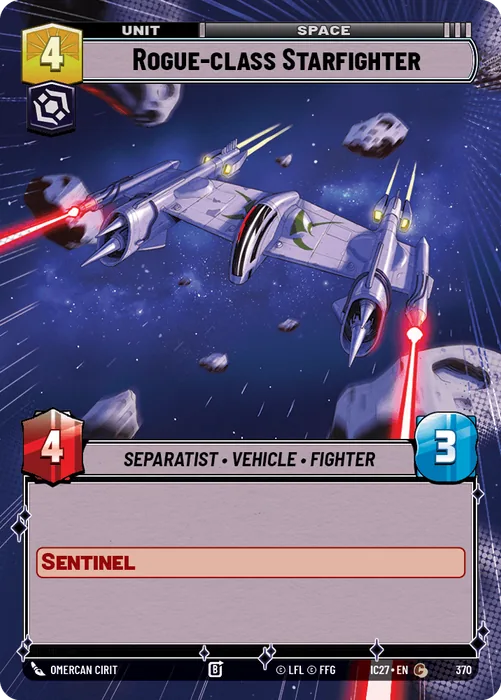 UNIT
SPACE
4
ROGUE-CLASS STARFIGHTER
4
SEPARATIST • VEHICLE • FIGHTER
3
SENTINEL
OMERCAN CIRIT
B
© LFL © FFG
IC27 • EN
C
370